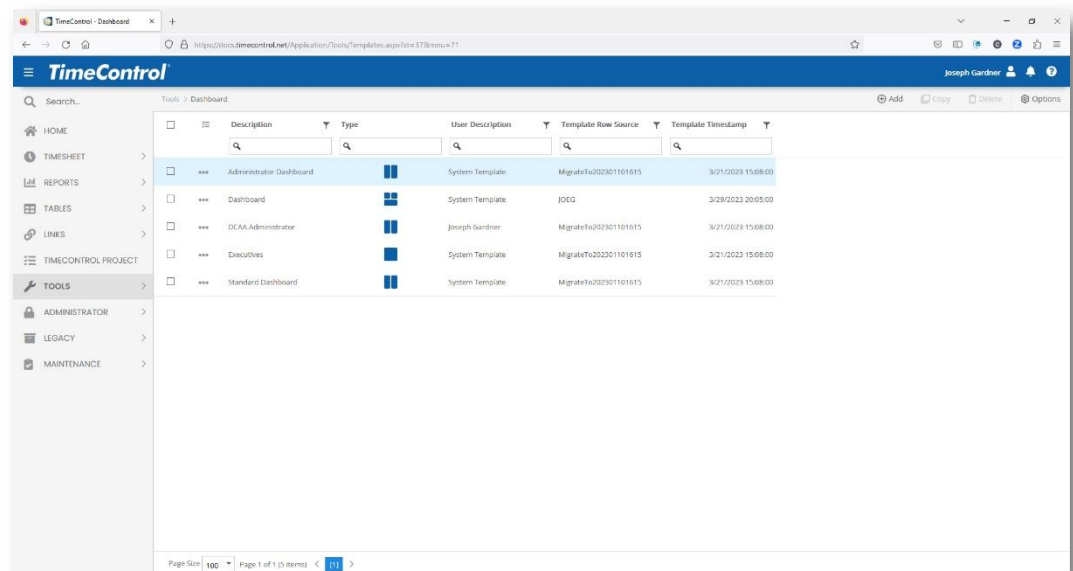 TimeControl - Dashboard
https://docs.timecontrol.net/Application/Tools/Templates.aspx?st=37&menu=71
TimeControl
Joseph Gardner
Search...
Tools > Dashboard
Add Copy Delete Options
HOME
TIMESHEET
REPORTS
TABLES
LINKS
TIMECONTROL PROJECT
TOOLS
ADMINISTRATOR
LEGACY
MAINTENANCE
Description Type User Description Template Row Source Template Timestamp
Administrator Dashboard System Template MigrateTo202301101615 3/21/2023 15:08:00
Dashboard System Template JOEG 3/29/2023 20:05:00
DCAA Administrator Joseph Gardner MigrateTo202301101615 3/21/2023 15:08:00
Executives System Template MigrateTo202301101615 3/21/2023 15:08:00
Standard Dashboard System Template MigrateTo202301101615 3/21/2023 15:08:00
Page Size 100 Page 1 of 1 (5 items) < [1] >